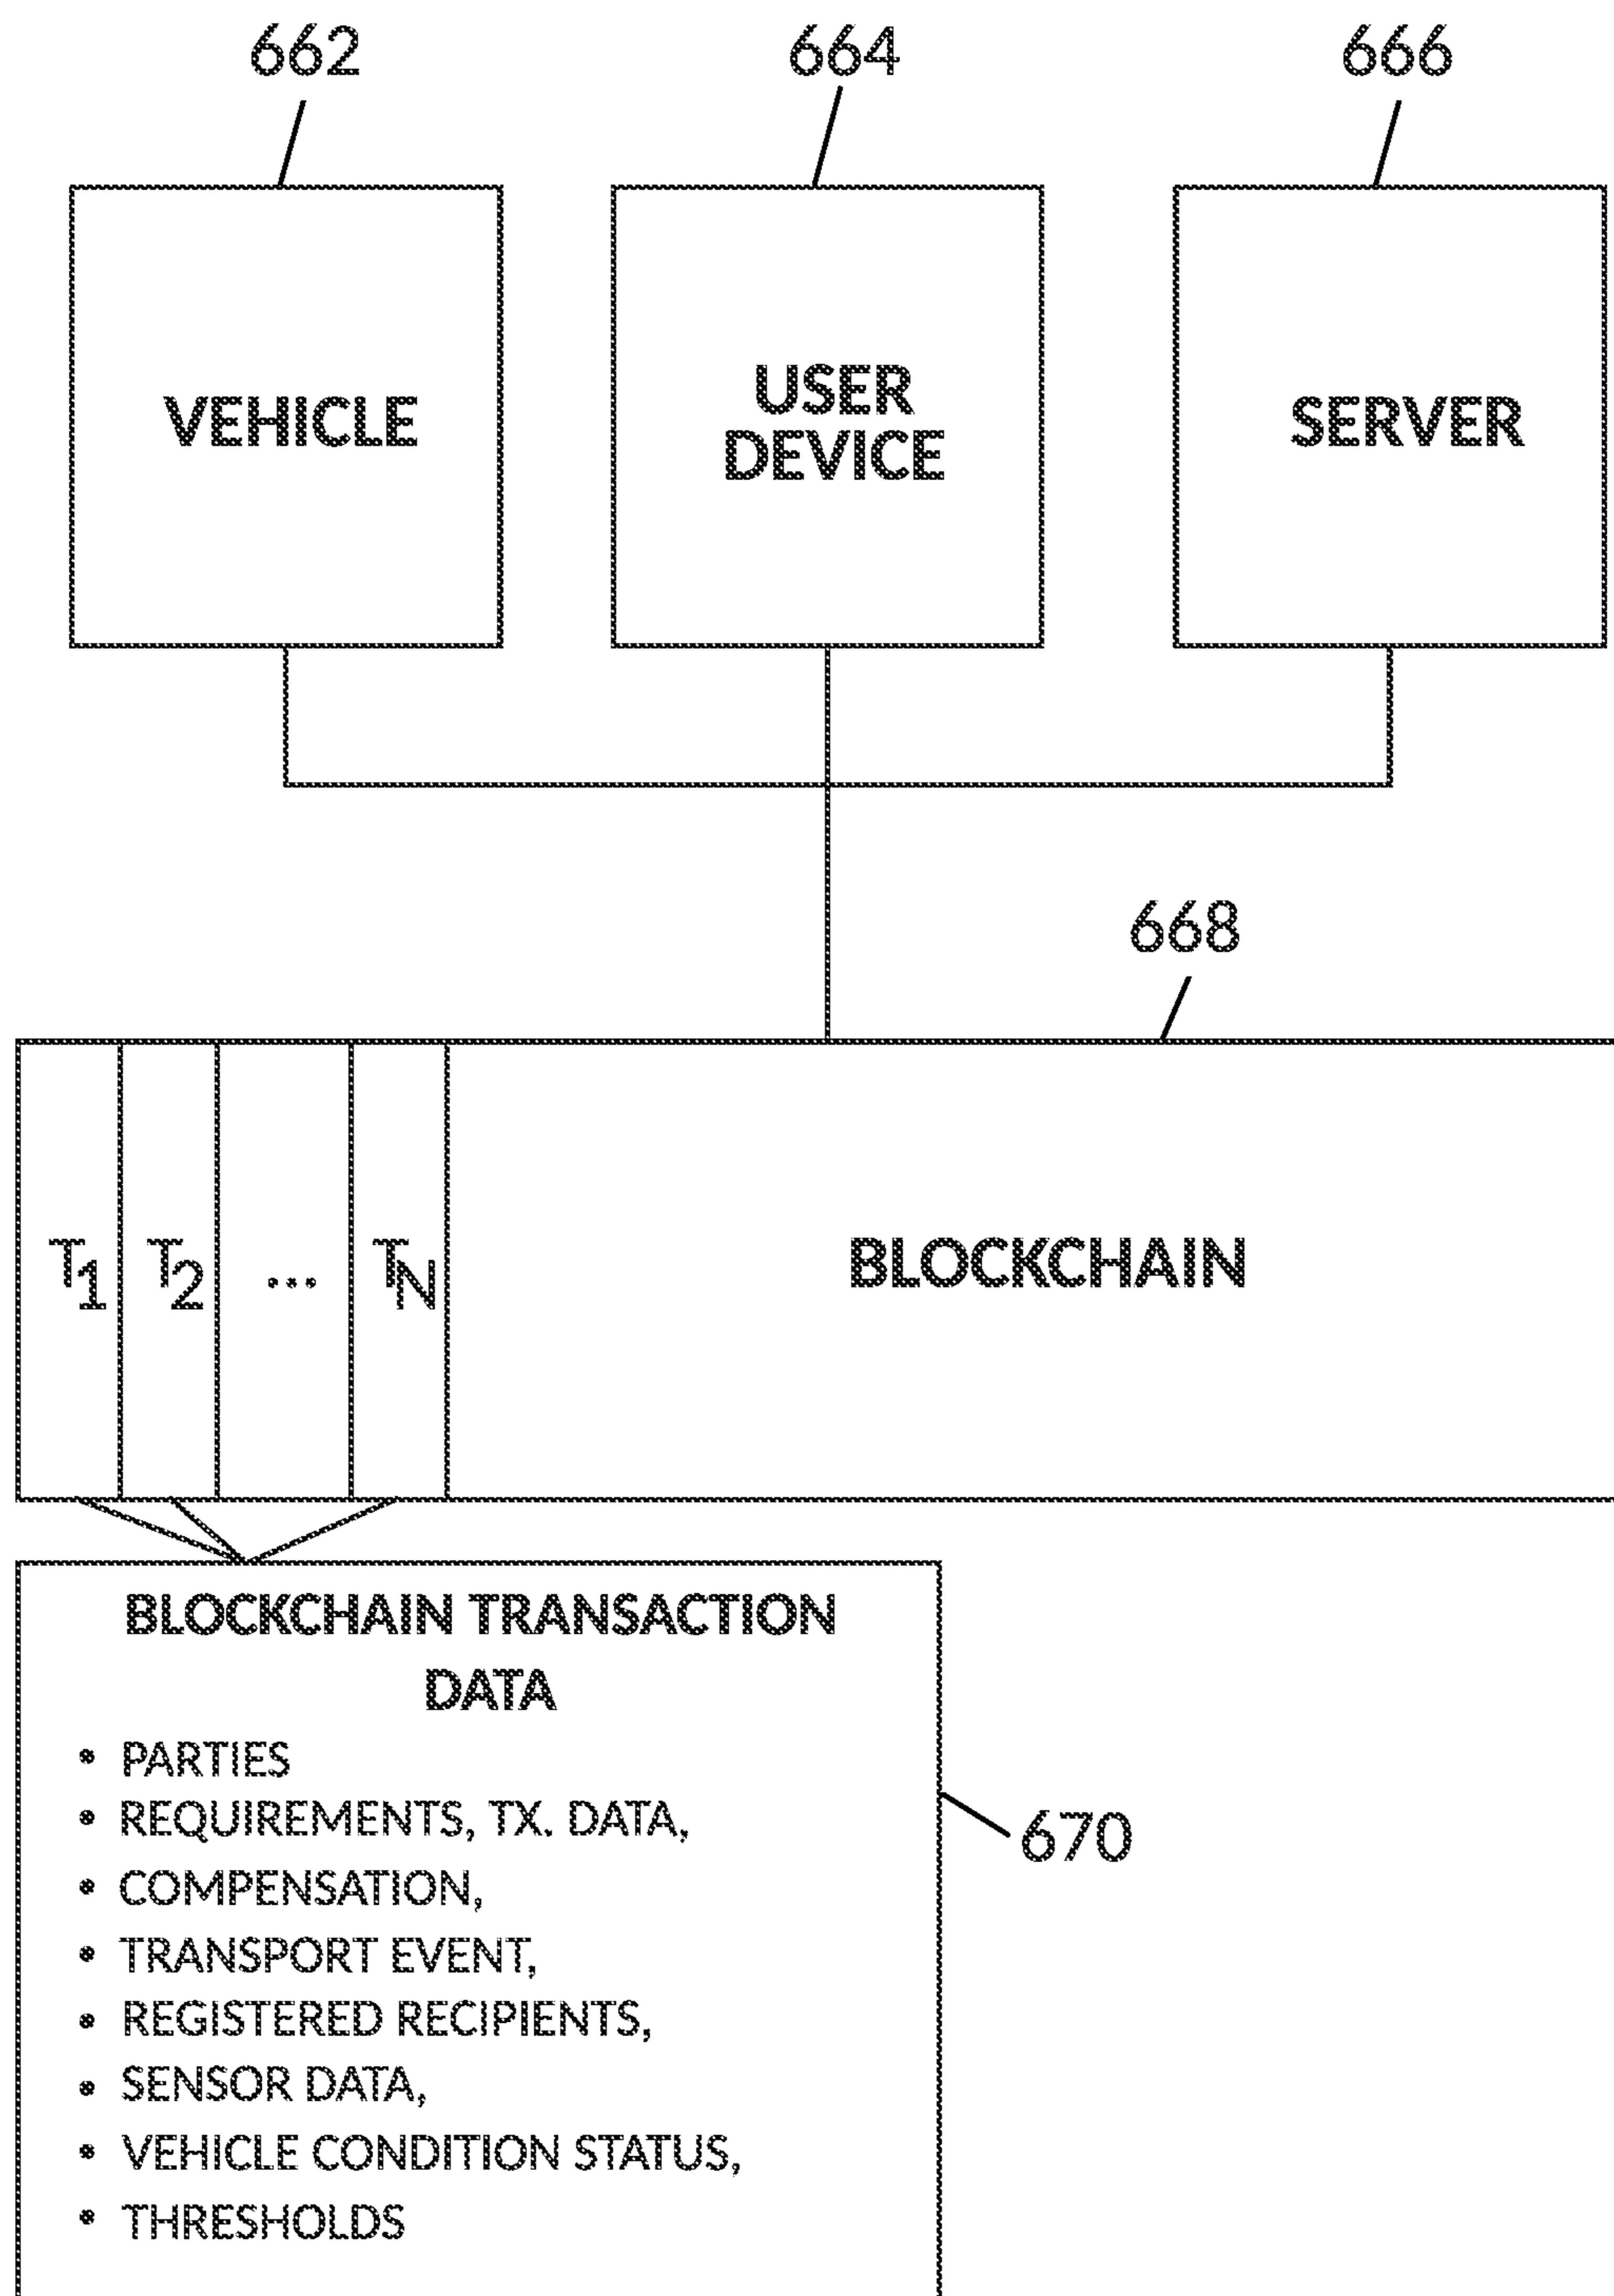 662 664 666
VEHICLE USER DEVICE SERVER
668
T1 T2 ... TN BLOCKCHAIN
BLOCKCHAIN TRANSACTION
DATA
• PARTIES
• REQUIREMENTS, TX. DATA,
670
• COMPENSATION,
• TRANSPORT EVENT,
• REGISTERED RECIPIENTS,
• SENSOR DATA,
• VEHICLE CONDITION STATUS,
• THRESHOLDS